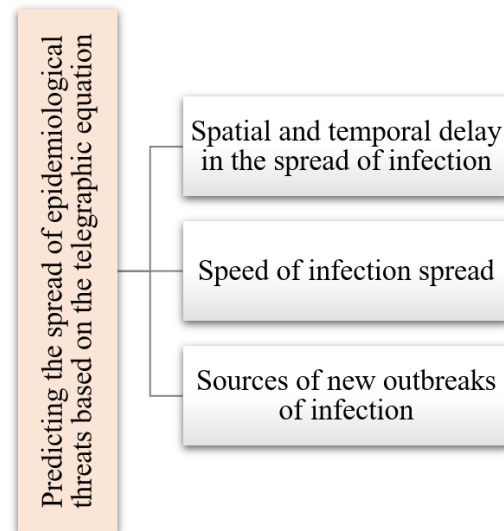 Predicting the spread of epidemiological
threats based on the telegraphic equation
Spatial and temporal delay
in the spread of infection
Speed of infection spread
Sources of new outbreaks
of infection